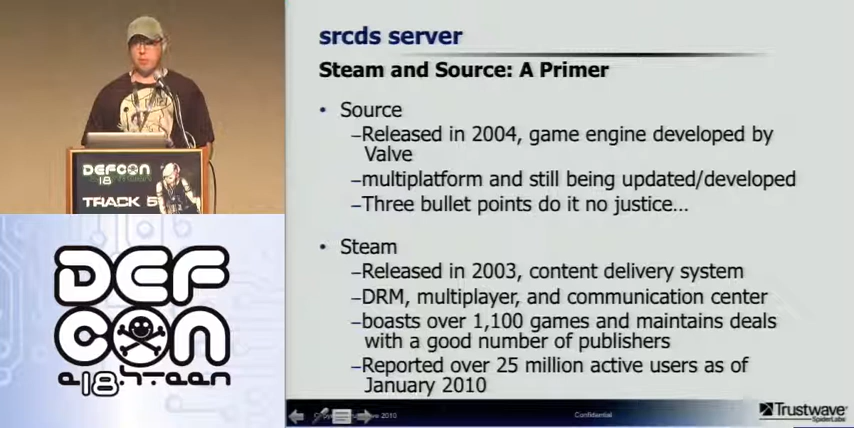 srcds server
Steam and Source: A Primer
• Source
–Released in 2004, game engine developed by
Valve
–multiplatform and still being updated/developed
–Three bullet points do it no justice…
• Steam
–Released in 2003, content delivery system
–DRM, multiplayer, and communication center
–boasts over 1,100 games and maintains deals
with a good number of publishers
–Reported over 25 million active users as of
January 2010
2010
Confidential
Trustwave
SpiderLabs
DEFCON
18
TRACK 5
DEF
CON
e18hteen